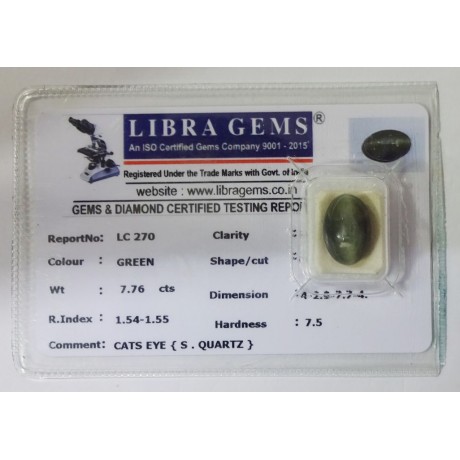 LIBRA GEMS®
An ISO Certified Gems Company 9001 - 2015
Registered Under the Trade Marks with Govt. of India
website : www.libragems.co.in
GEMS & DIAMOND CERTIFIED TESTING REPO
ReportNo: LC 270 Clarity
Colour : GREEN Shape/cut
Wt : 7.76 cts Dimension
R.Index : 1.54-1.55 Hardness : 7.5
Comment: CATS EYE { S . QUARTZ }